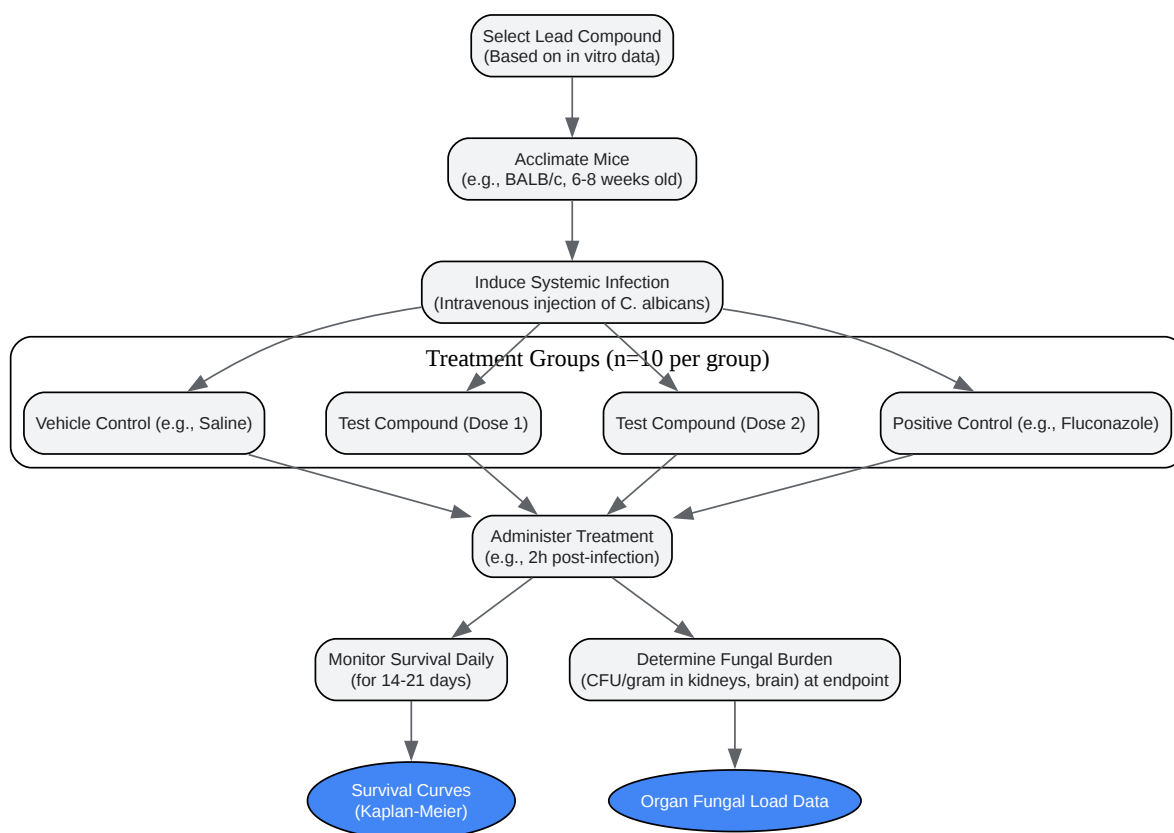 Select Lead Compound
(Based on in vitro data)
Acclimate Mice
(e.g., BALB/c, 6-8 weeks old)
Induce Systemic Infection
(Intravenous injection of C. albicans)
Treatment Groups (n=10 per group)
Vehicle Control (e.g., Saline)
Test Compound (Dose 1)
Test Compound (Dose 2)
Positive Control (e.g., Fluconazole)
Administer Treatment
(e.g., 2h post-infection)
Monitor Survival Daily
(for 14-21 days)
Determine Fungal Burden
(CFU/gram in kidneys, brain) at endpoint
Survival Curves
(Kaplan-Meier)
Organ Fungal Load Data